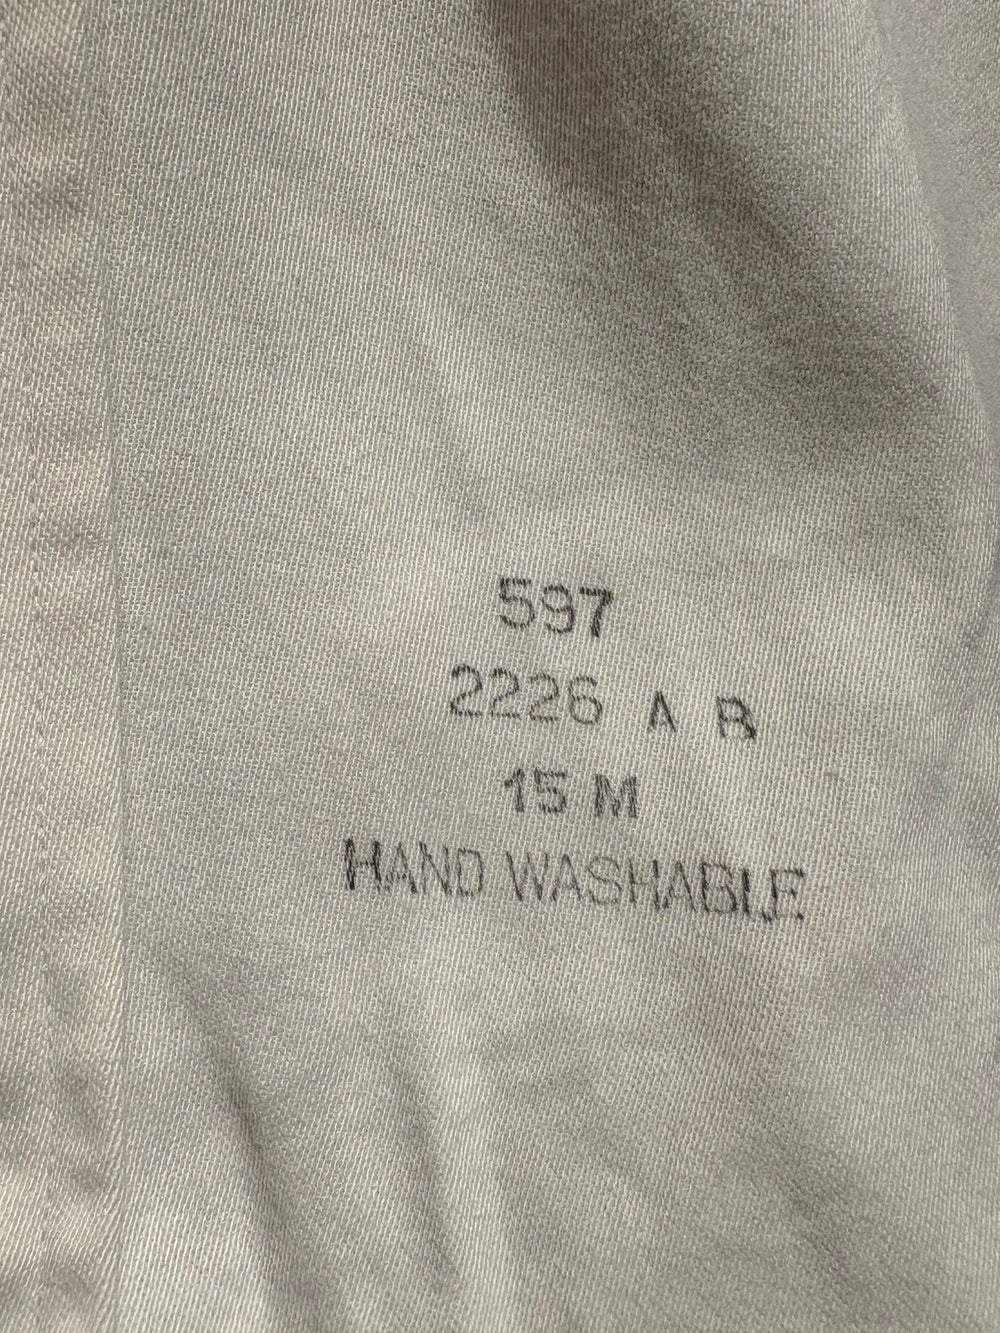 597
2226 A B
15 M
HAND WASHABLE